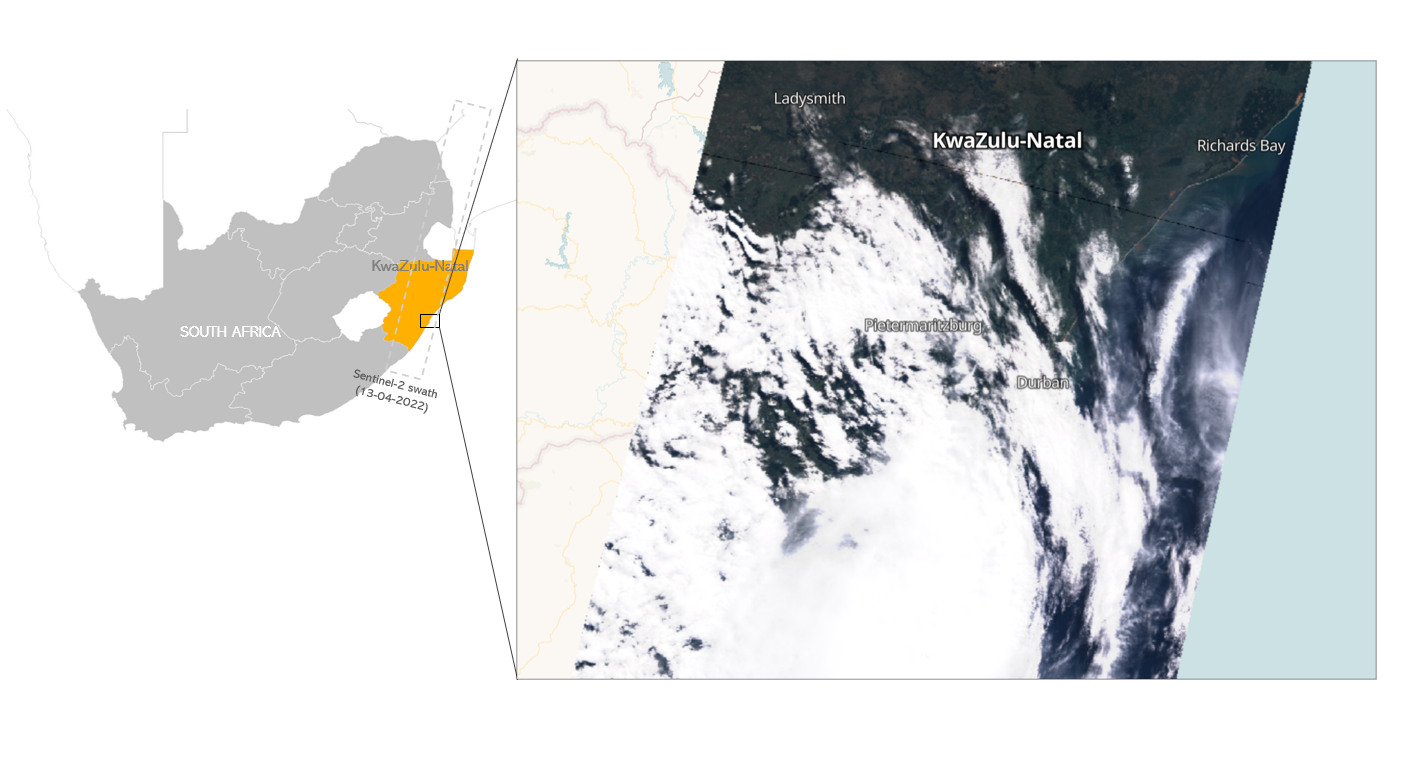 KwaZulu-Natal
SOUTH AFRICA
Sentinel-2 swath
(13-04-2022)
Ladysmith
KwaZulu-Natal
Richards Bay
Pietermaritzburg
Durban